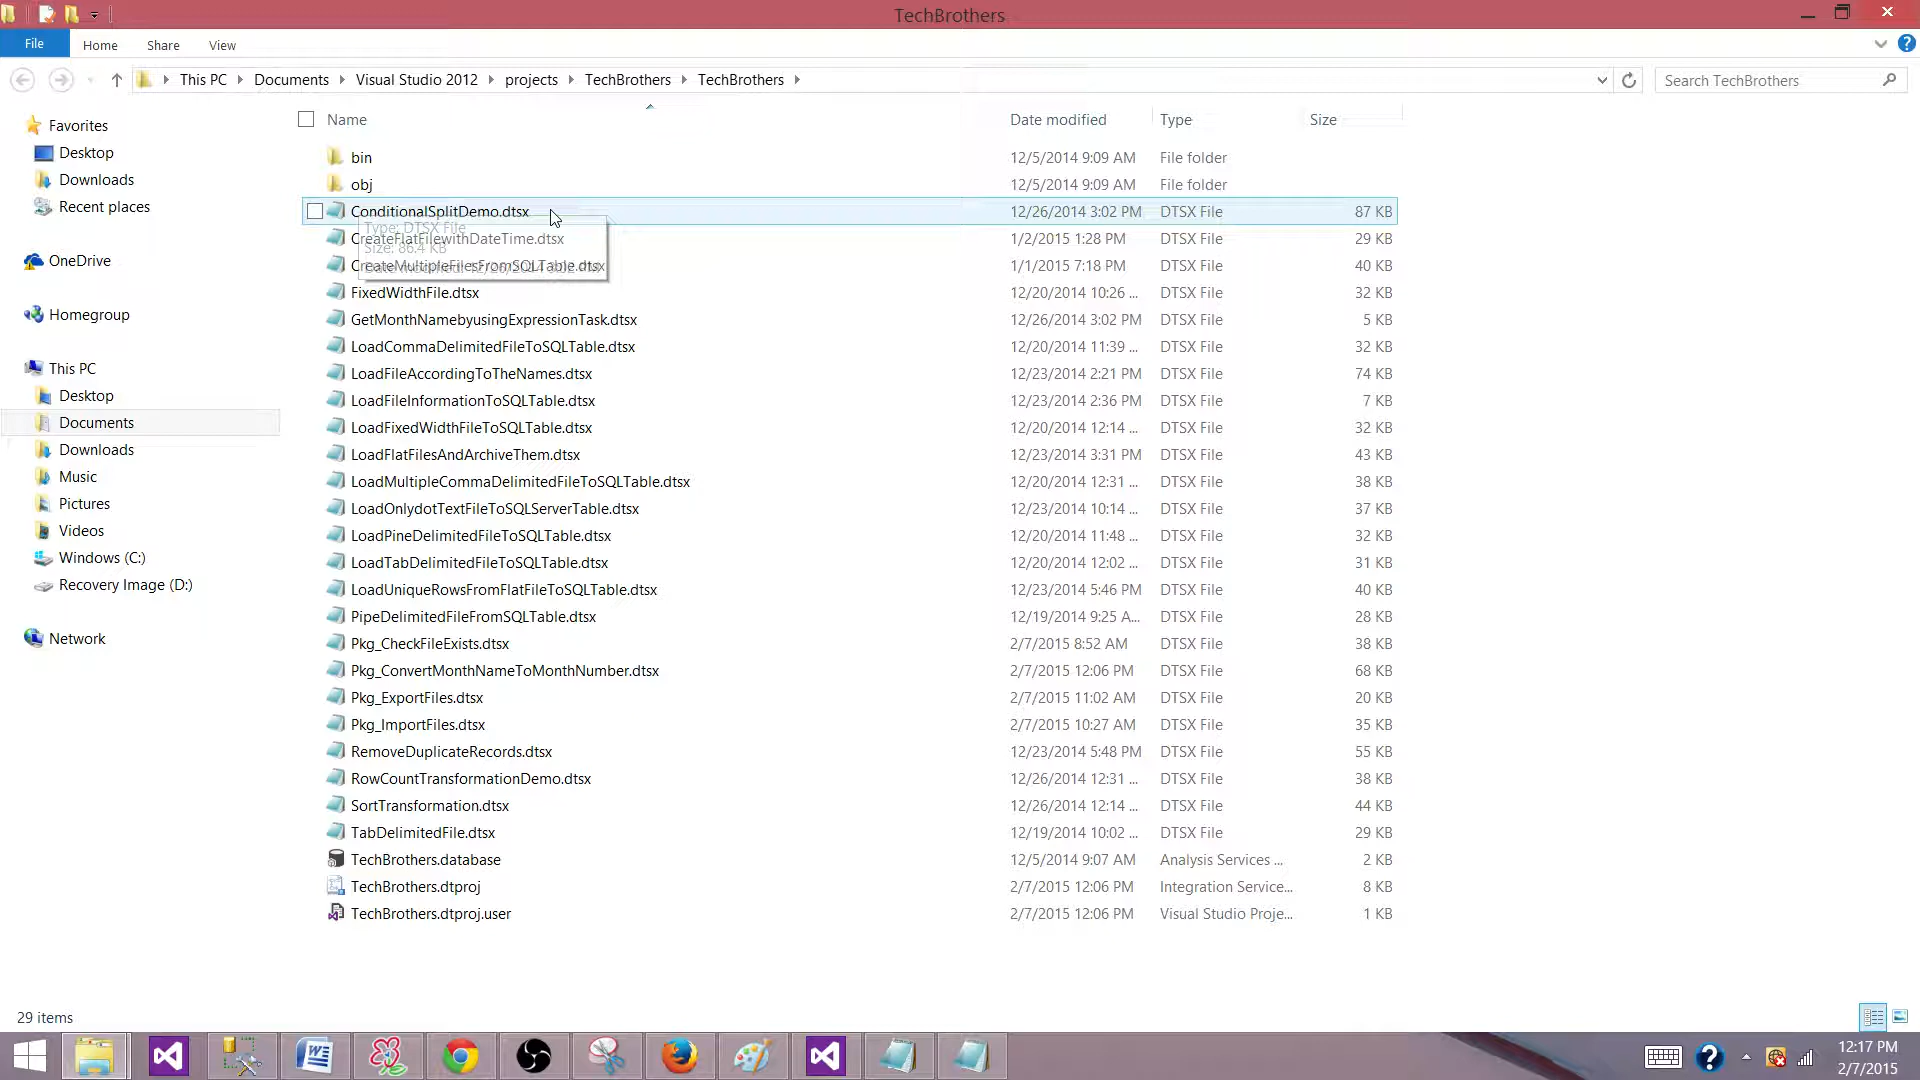 TechBrothers
File Home Share View
This PC Documents Visual Studio 2012 projects TechBrothers TechBrothers Search TechBrothers
Favorites
Desktop
Downloads
Recent places
OneDrive
Homegroup
This PC
Desktop
Documents
Downloads
Music
Pictures
Videos
Windows (C:)
Recovery Image (D:)
Network
Name Date modified Type Size
bin 12/5/2014 9:09 AM File folder
obj 12/5/2014 9:09 AM File folder
ConditionalSplitDemo.dtsx 12/26/2014 3:02 PM DTSX File 87 KB
Type: DTSX File
CreateFlatFilewithDateTime.dtsx 1/2/2015 1:28 PM DTSX File 29 KB
Size: 86.4 KB
CreateMultipleFilesFromSQLTable.dtsx 1/1/2015 7:18 PM DTSX File 40 KB
Date modified: 12/26/2014 3:02 PM
FixedWidthFile.dtsx 12/20/2014 10:26 ... DTSX File 32 KB
GetMonthNamebyusingExpressionTask.dtsx 12/26/2014 3:02 PM DTSX File 5 KB
LoadCommaDelimitedFileToSQLTable.dtsx 12/20/2014 11:39 ... DTSX File 32 KB
LoadFileAccordingToTheNames.dtsx 12/23/2014 2:21 PM DTSX File 74 KB
LoadFileInformationToSQLTable.dtsx 12/23/2014 2:36 PM DTSX File 7 KB
LoadFixedWidthFileToSQLTable.dtsx 12/20/2014 12:14 ... DTSX File 32 KB
LoadFlatFilesAndArchiveThem.dtsx 12/23/2014 3:31 PM DTSX File 43 KB
LoadMultipleCommaDelimitedFileToSQLTable.dtsx 12/20/2014 12:31 ... DTSX File 38 KB
LoadOnlydotTextFileToSQLServerTable.dtsx 12/23/2014 10:14 ... DTSX File 37 KB
LoadPineDelimitedFileToSQLTable.dtsx 12/20/2014 11:48 ... DTSX File 32 KB
LoadTabDelimitedFileToSQLTable.dtsx 12/20/2014 12:02 ... DTSX File 31 KB
LoadUniqueRowsFromFlatFileToSQLTable.dtsx 12/23/2014 5:46 PM DTSX File 40 KB
PipeDelimitedFileFromSQLTable.dtsx 12/19/2014 9:25 A... DTSX File 28 KB
Pkg_CheckFileExists.dtsx 2/7/2015 8:52 AM DTSX File 38 KB
Pkg_ConvertMonthNameToMonthNumber.dtsx 2/7/2015 12:06 PM DTSX File 68 KB
Pkg_ExportFiles.dtsx 2/7/2015 11:02 AM DTSX File 20 KB
Pkg_ImportFiles.dtsx 2/7/2015 10:27 AM DTSX File 35 KB
RemoveDuplicateRecords.dtsx 12/23/2014 5:48 PM DTSX File 55 KB
RowCountTransformationDemo.dtsx 12/26/2014 12:31 ... DTSX File 38 KB
SortTransformation.dtsx 12/26/2014 12:14 ... DTSX File 44 KB
TabDelimitedFile.dtsx 12/19/2014 10:02 ... DTSX File 29 KB
TechBrothers.database 12/5/2014 9:07 AM Analysis Services ... 2 KB
TechBrothers.dtproj 2/7/2015 12:06 PM Integration Service... 8 KB
TechBrothers.dtproj.user 2/7/2015 12:06 PM Visual Studio Proje... 1 KB
29 items
12:17 PM
2/7/2015